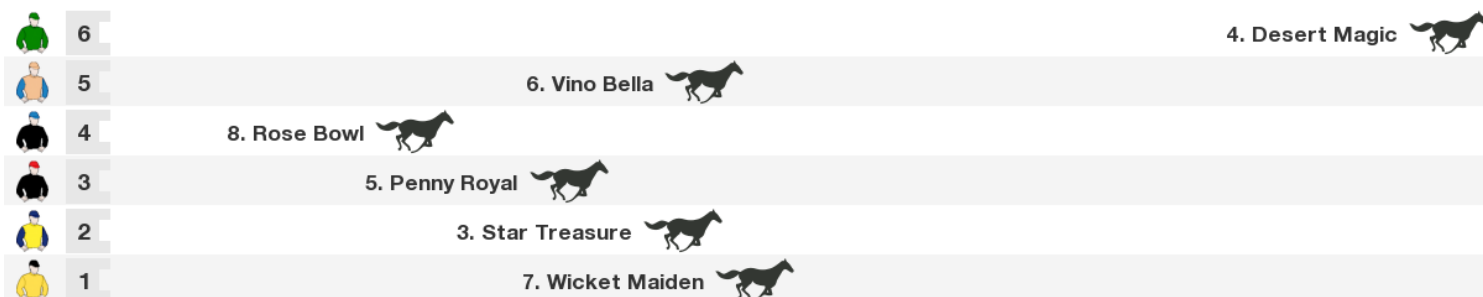 6 4. Desert Magic
5 6. Vino Bella
4 8. Rose Bowl
3 5. Penny Royal
2 3. Star Treasure
1 7. Wicket Maiden